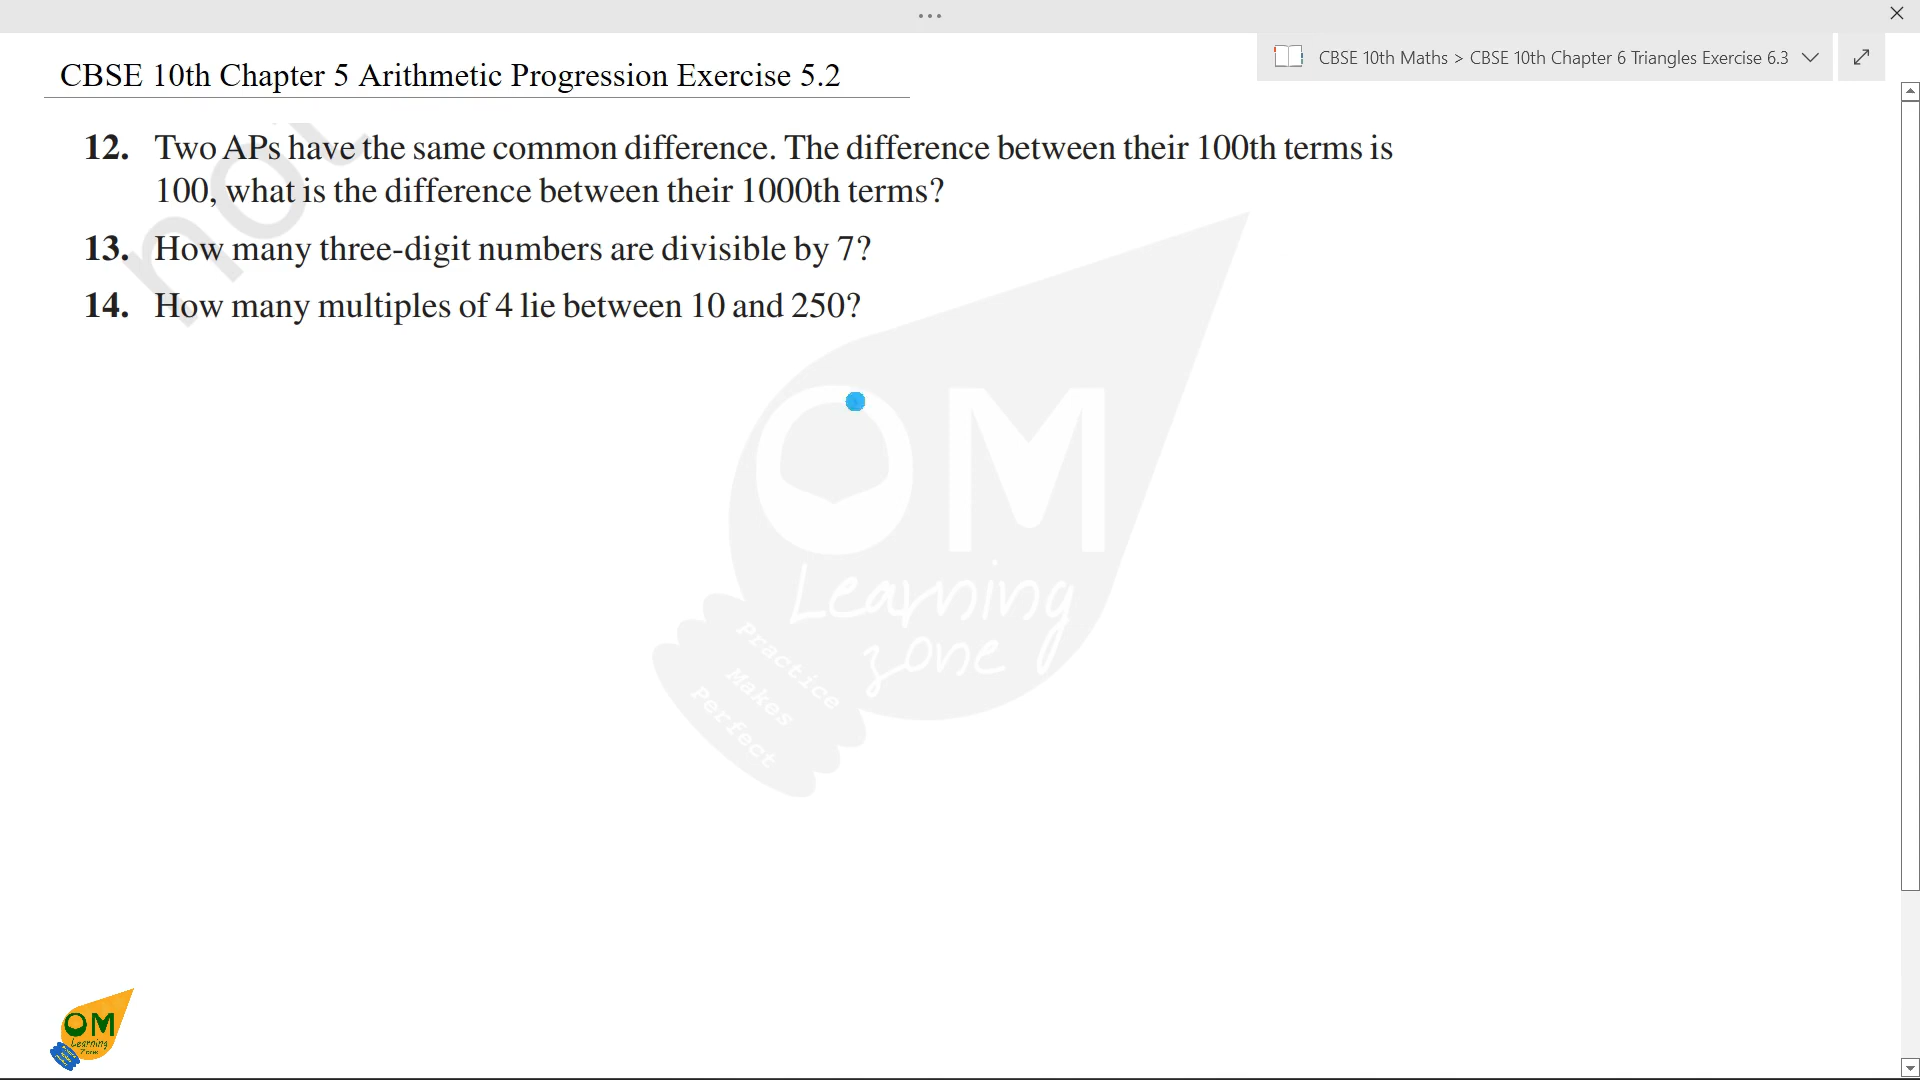 CBSE 10th Maths > CBSE 10th Chapter 6 Triangles Exercise 6.3
CBSE 10th Chapter 5 Arithmetic Progression Exercise 5.2
12. Two APs have the same common difference. The difference between their 100th terms is
100, what is the difference between their 1000th terms?
13. How many three-digit numbers are divisible by 7?
14. How many multiples of 4 lie between 10 and 250?
not
OM
Learning
zone
Practice
Makes
Perfect
OM
Learning
Zone